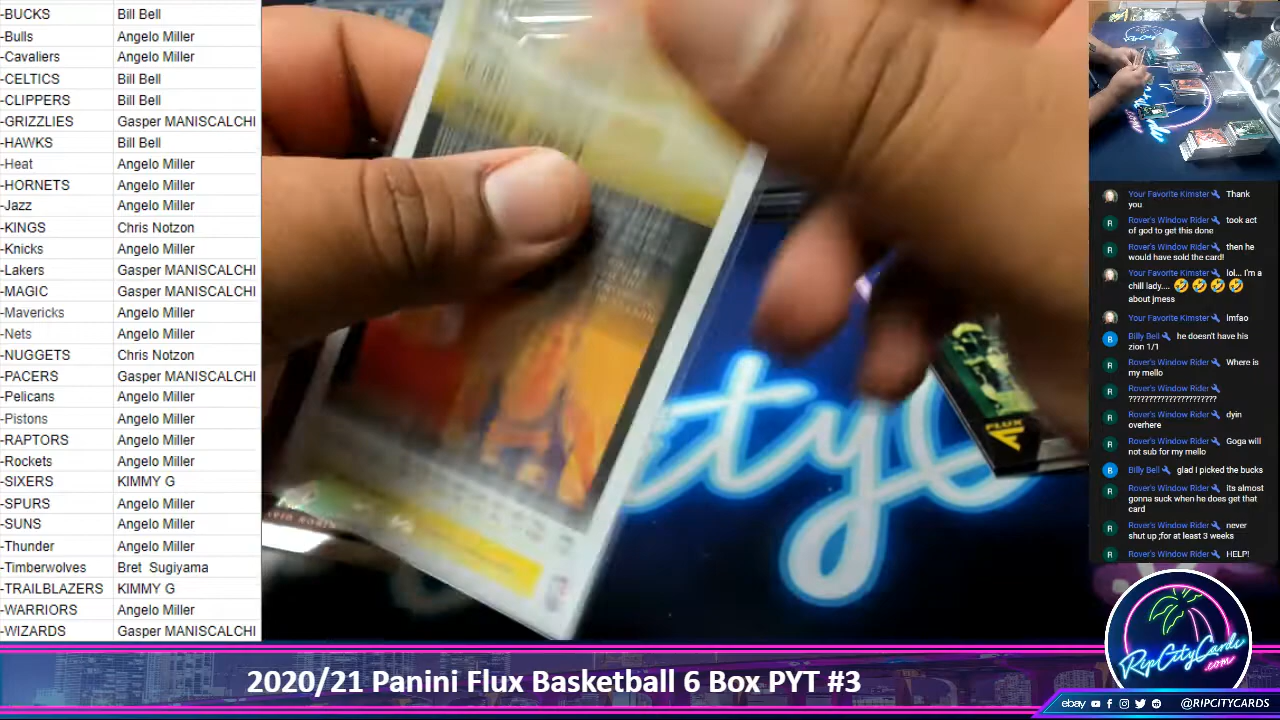 -BUCKS Bill Bell
-Bulls Angelo Miller
-Cavaliers Angelo Miller
-CELTICS Bill Bell
-CLIPPERS Bill Bell
-GRIZZLIES Gasper MANISCALCHI
-HAWKS Bill Bell
-Heat Angelo Miller
-HORNETS Angelo Miller
-Jazz Angelo Miller
-KINGS Chris Notzon
-Knicks Angelo Miller
-Lakers Gasper MANISCALCHI
-MAGIC Gasper MANISCALCHI
-Mavericks Angelo Miller
-Nets Angelo Miller
-NUGGETS Chris Notzon
-PACERS Gasper MANISCALCHI
-Pelicans Angelo Miller
-Pistons Angelo Miller
-RAPTORS Angelo Miller
-Rockets Angelo Miller
-SIXERS KIMMY G
-SPURS Angelo Miller
-SUNS Angelo Miller
-Thunder Angelo Miller
-Timberwolves Bret Sugiyama
-TRAILBLAZERS KIMMY G
-WARRIORS Angelo Miller
-WIZARDS Gasper MANISCALCHI
FLUX
Your Favorite Kimster Thank
you
R Rover's Window Rider took act
of god to get this done
R Rover's Window Rider then he
would have sold the card!
Your Favorite Kimster lol... I'm a
chill lady.... 🤣 🤣 🤣 🤣
about jmess
Your Favorite Kimster lmfao
B Billy Bell he doesn't have his
zion 1/1
R Rover's Window Rider Where is
my mello
R Rover's Window Rider
??????????????????????
R Rover's Window Rider dyin
overhere
R Rover's Window Rider Goga will
not sub for my mello
B Billy Bell glad I picked the bucks
R Rover's Window Rider its almost
gonna suck when he does get that
card
R Rover's Window Rider never
shut up ;for at least 3 weeks
R Rover's Window Rider HELP!
RipCityCards
.com
2020/21 Panini Flux Basketball 6 Box PYT #3
ebay @RIPCITYCARDS